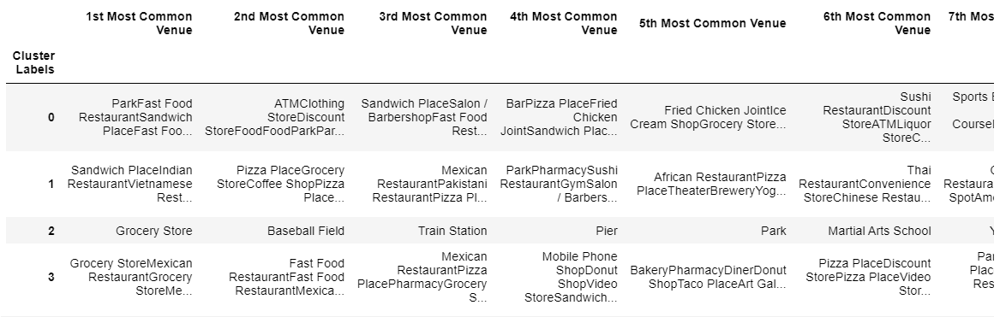 1st Most Common Venue 2nd Most Common Venue 3rd Most Common Venue 4th Most Common Venue 5th Most Common Venue 6th Most Common Venue 7th Mos
Cluster Labels
0 ParkFast Food RestaurantSandwich PlaceFast Foo... ATMClothing StoreDiscount StoreFoodFoodParkPar... Sandwich PlaceSalon / BarbershopFast Food Rest... BarPizza PlaceFried Chicken JointSandwich Plac... Fried Chicken JointIce Cream ShopGrocery Store... Sushi RestaurantDiscount StoreATMLiquor StoreC... Sports Course
1 Sandwich PlaceIndian RestaurantVietnamese Rest... Pizza PlaceGrocery StoreCoffee ShopPizza Place... Mexican RestaurantPakistani RestaurantPizza Pl... ParkPharmacySushi RestaurantGymSalon / Barbers... African RestaurantPizza PlaceTheaterBreweryYog... Thai RestaurantConvenience StoreChinese Restau... Restaura SpotAm
2 Grocery Store Baseball Field Train Station Pier Park Martial Arts School
3 Grocery StoreMexican RestaurantGrocery StoreMe... Fast Food RestaurantFast Food RestaurantMexica... Mexican RestaurantPizza PlacePharmacyGrocery S... Mobile Phone ShopDonut ShopVideo StoreSandwich... BakeryPharmacyDinerDonut ShopTaco PlaceArt Gal... Pizza PlaceDiscount StorePizza PlaceVideo Stor... Pa Plac Res